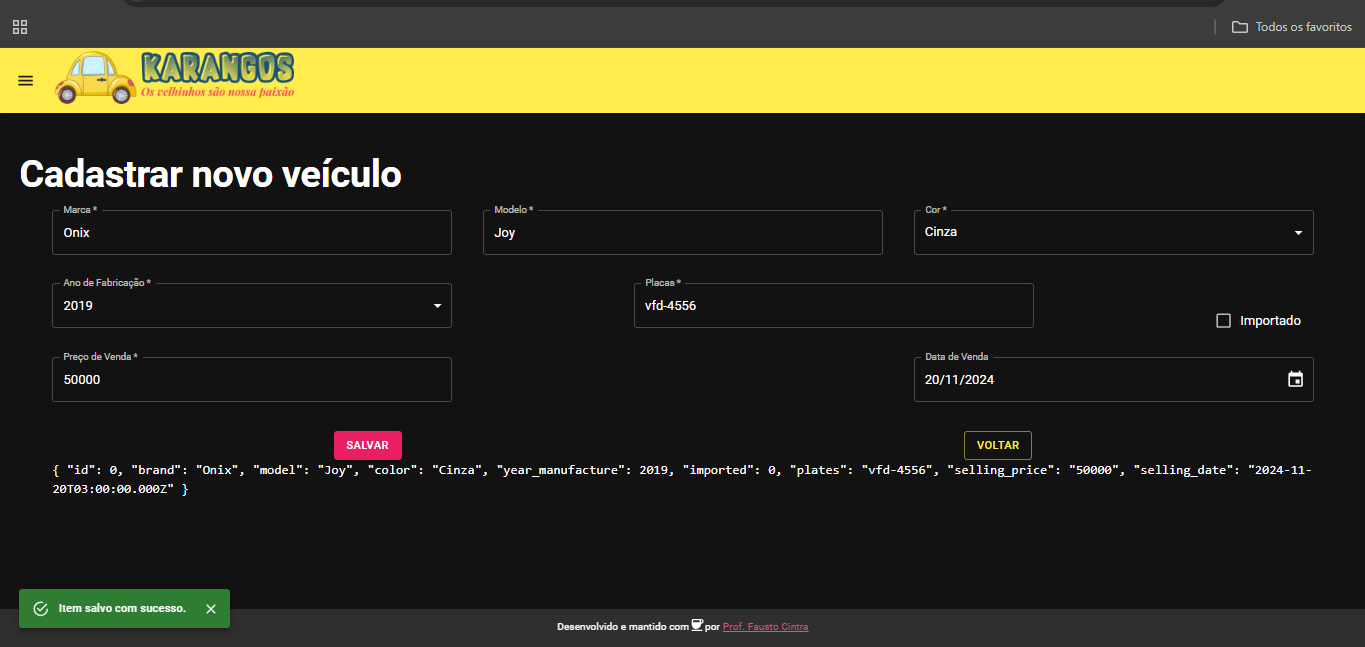 Todos os favoritos
KARANGOS
Os velhinhos são nossa paixão
Cadastrar novo veículo
Marca *
Onix
Modelo *
Joy
Cor *
Cinza
Ano de Fabricação *
2019
Placas *
vfd-4556
Importado
Preço de Venda *
50000
Data de Venda
20/11/2024
SALVAR
VOLTAR
{ "id": 0, "brand": "Onix", "model": "Joy", "color": "Cinza", "year_manufacture": 2019, "imported": 0, "plates": "vfd-4556", "selling_price": "50000", "selling_date": "2024-11-
20T03:00:00.000Z" }
Item salvo com sucesso.
Desenvolvido e mantido com por Prof. Fausto Cintra